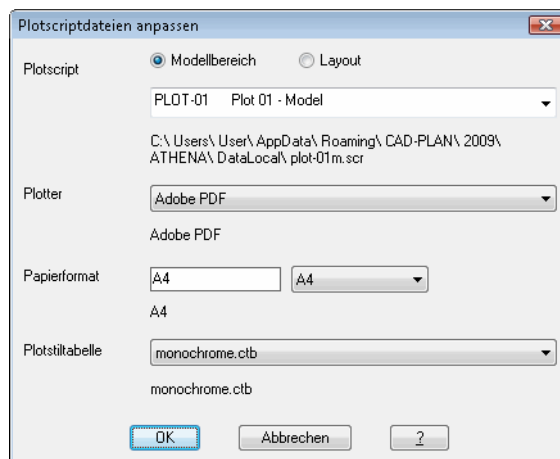 Plotscriptdateien anpassen
Plotscript
Modellbereich
Layout
PLOT-01 Plot 01 - Model
C:\ Users\ User\ AppData\ Roaming\ CAD-PLAN\ 2009\
ATHENA\ DataLocal\ plot-01m.scr
Plotter
Adobe PDF
Adobe PDF
Papierformat
A4
A4
A4
Plotstiltabelle
monochrome.ctb
monochrome.ctb
OK
Abbrechen
?